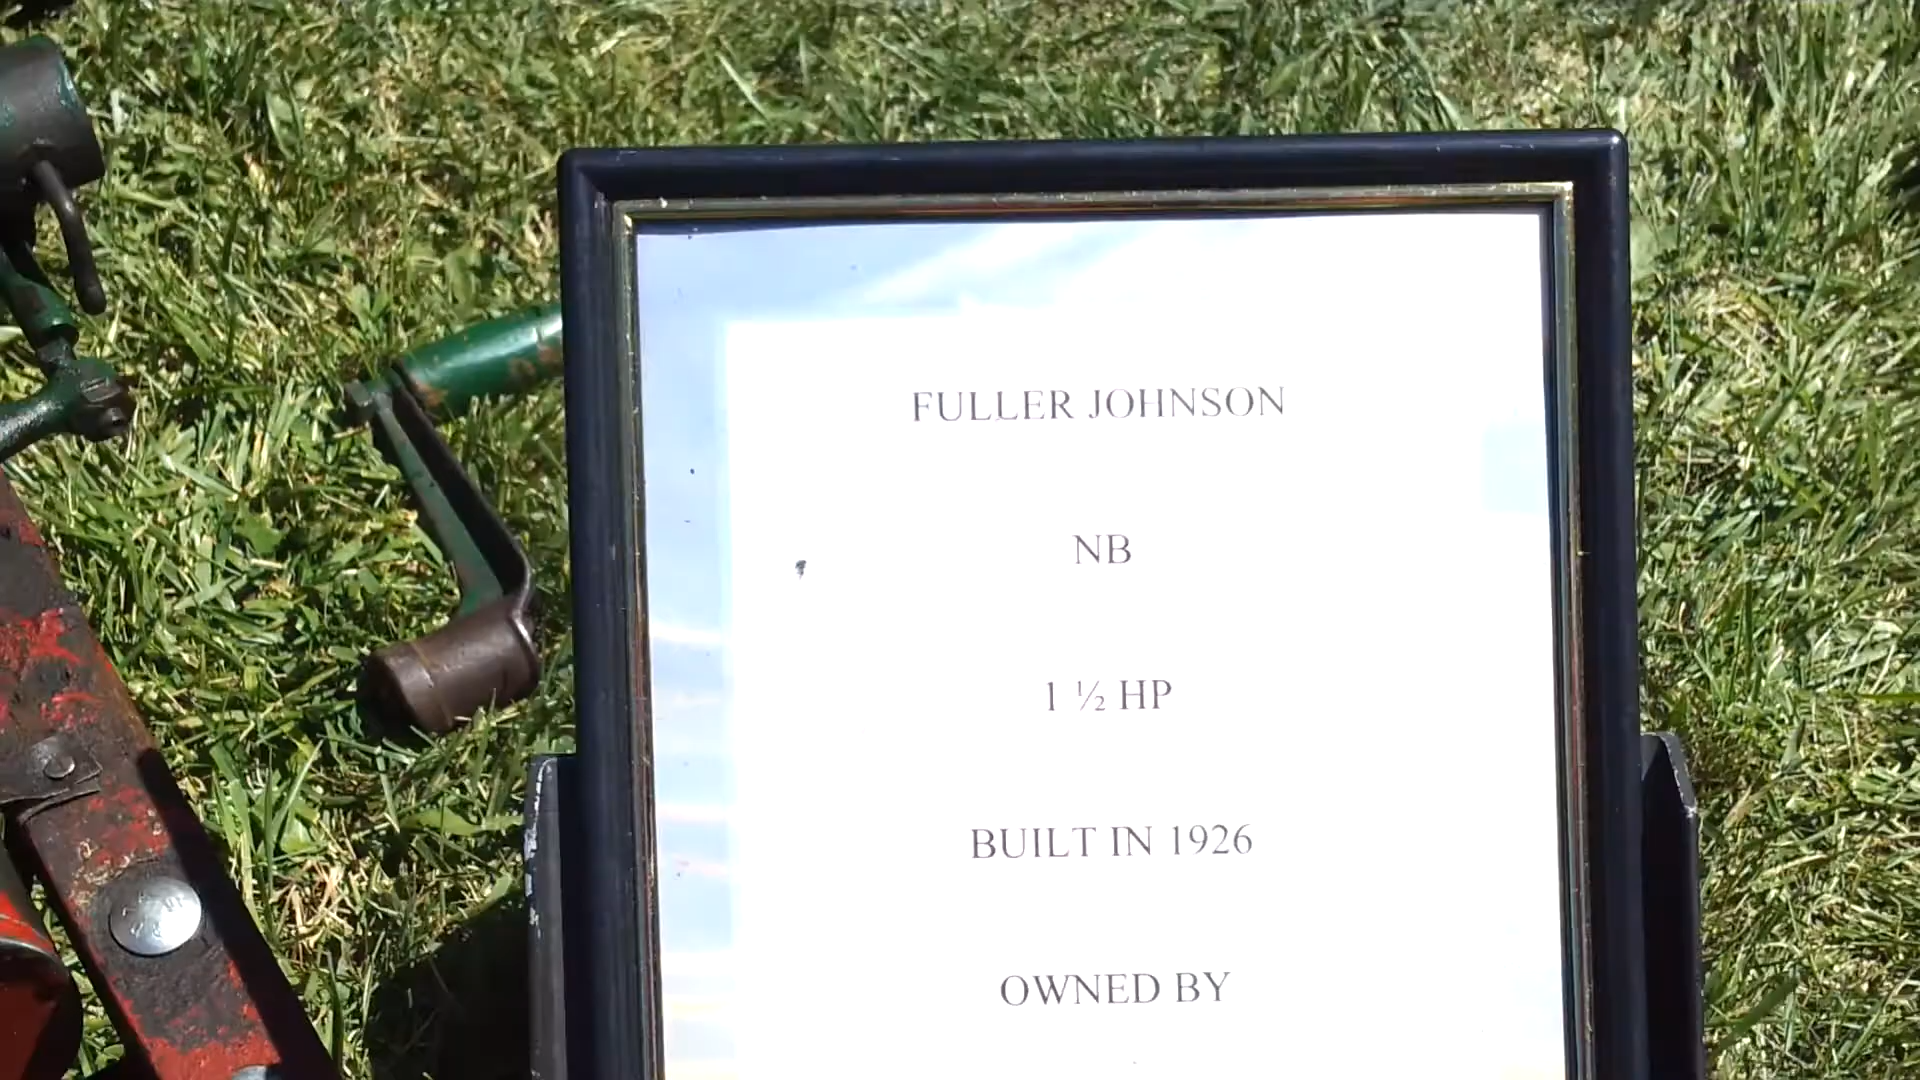 FULLER JOHNSON
NB
1 ½ HP
BUILT IN 1926
OWNED BY